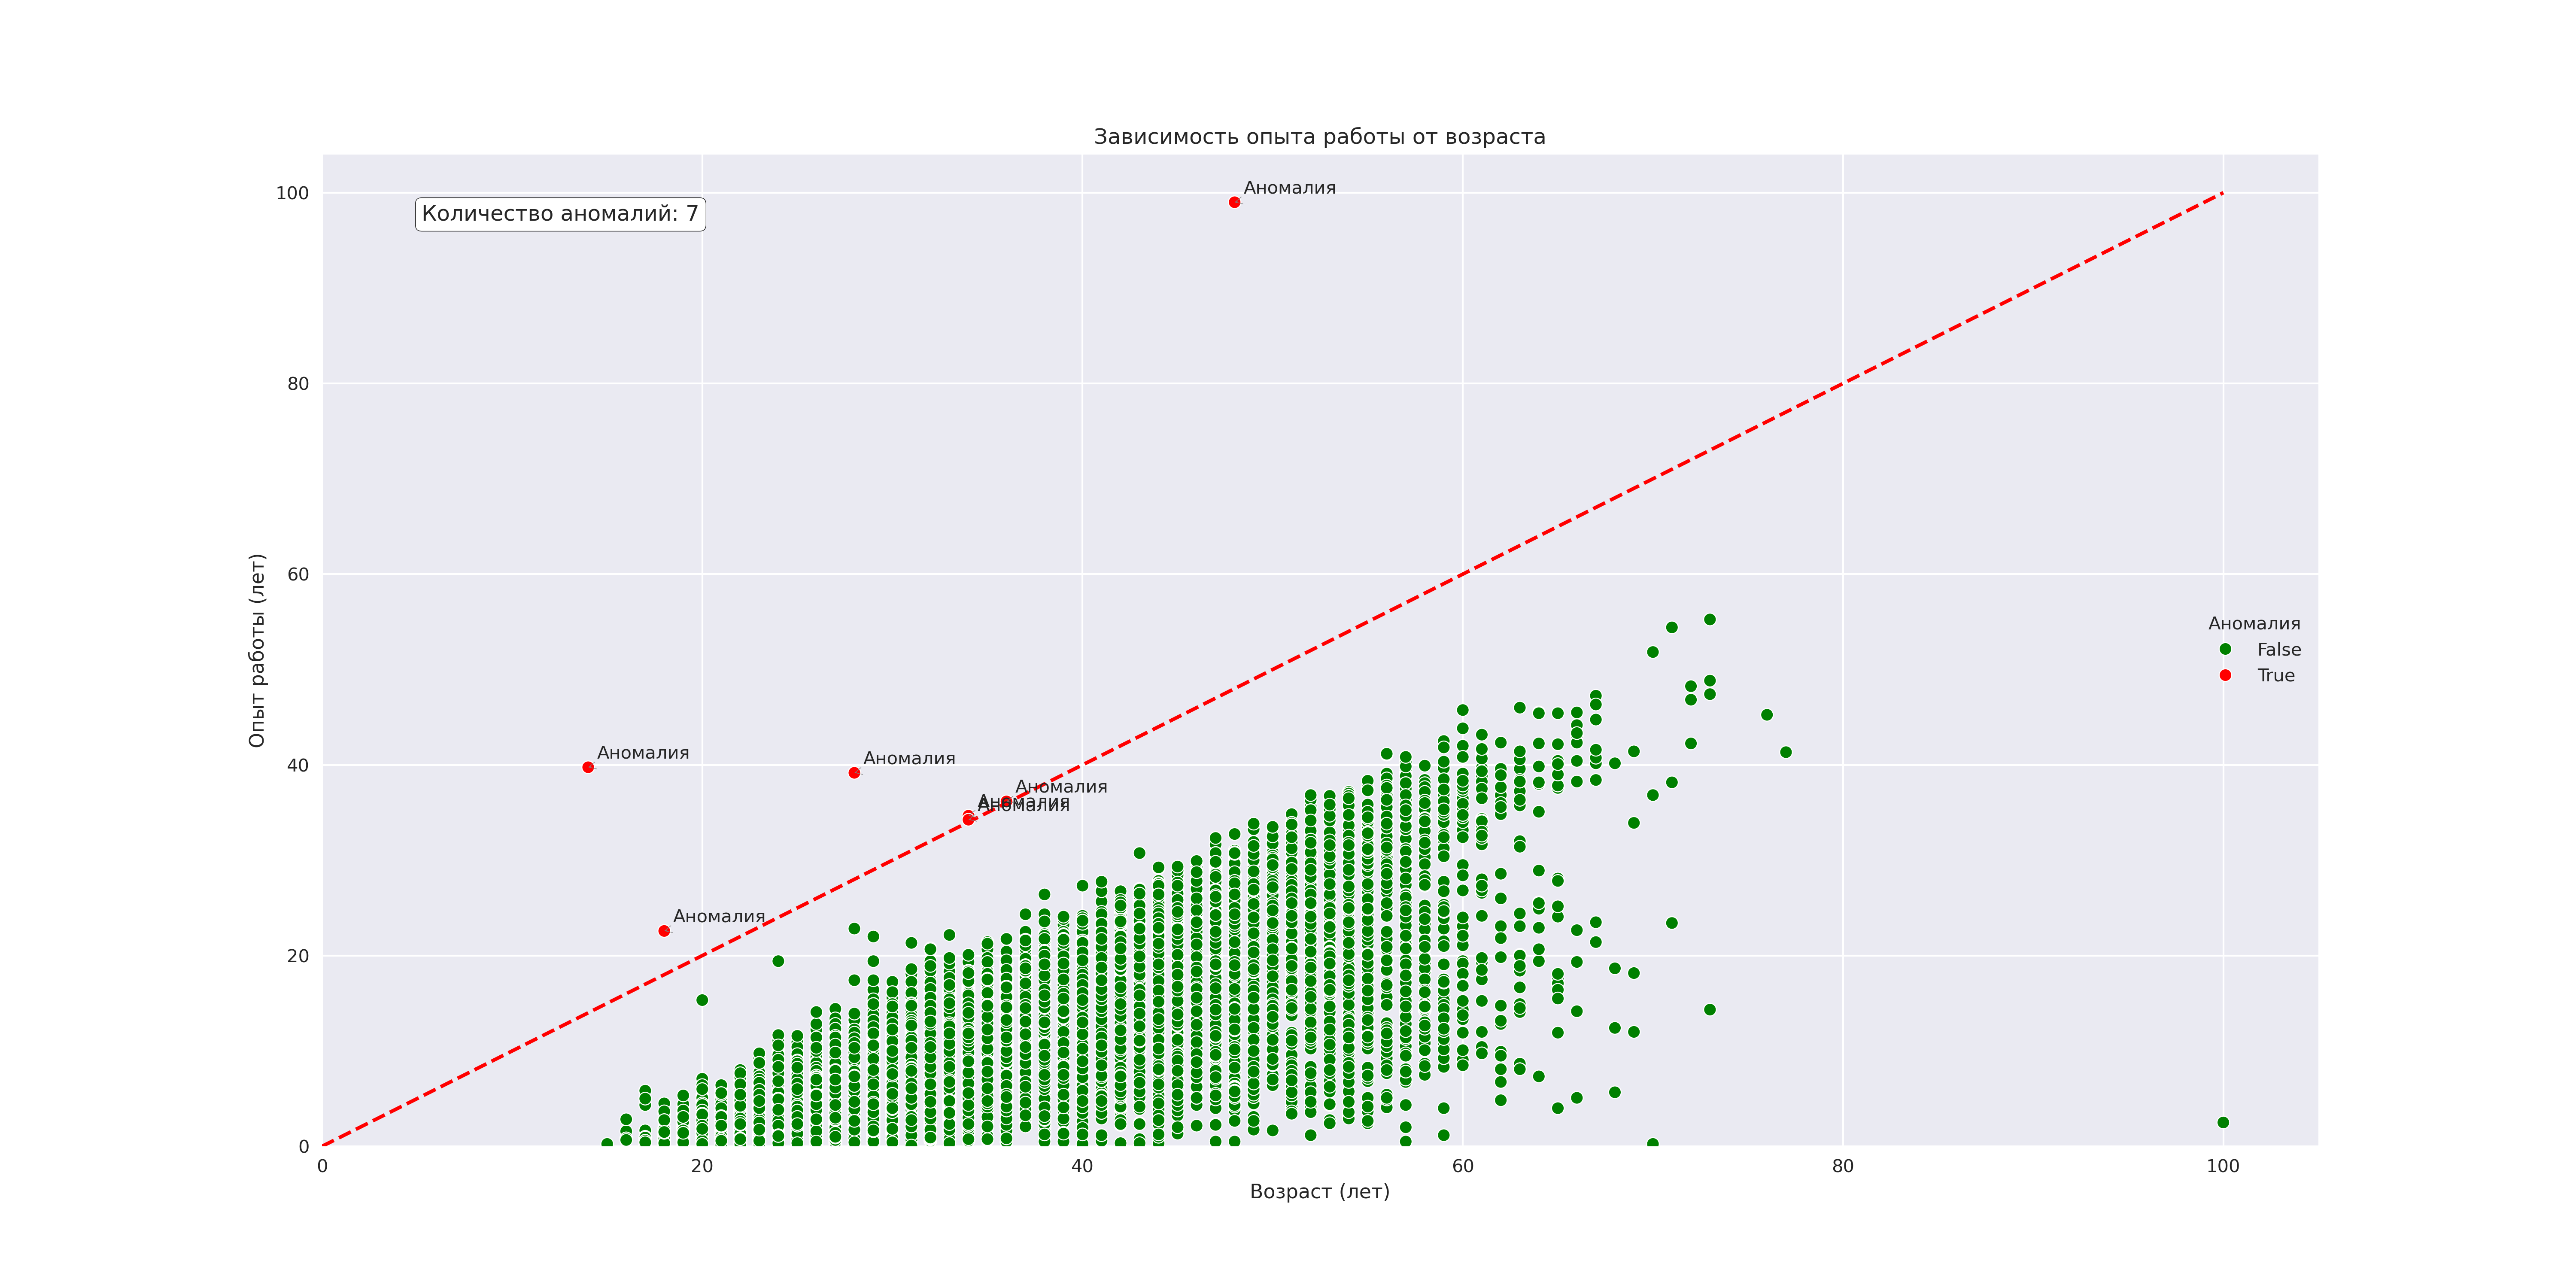 Зависимость опыта работы от возраста
100
80
60
40
20
0
Опыт работы (лет)
Количество аномалий: 7
Аномалия
Аномалия
Аномалия
Аномалия
Аномалия
Аномалия
Аномалия
Аномалия
False
True
0
20
40
60
80
100
Возраст (лет)